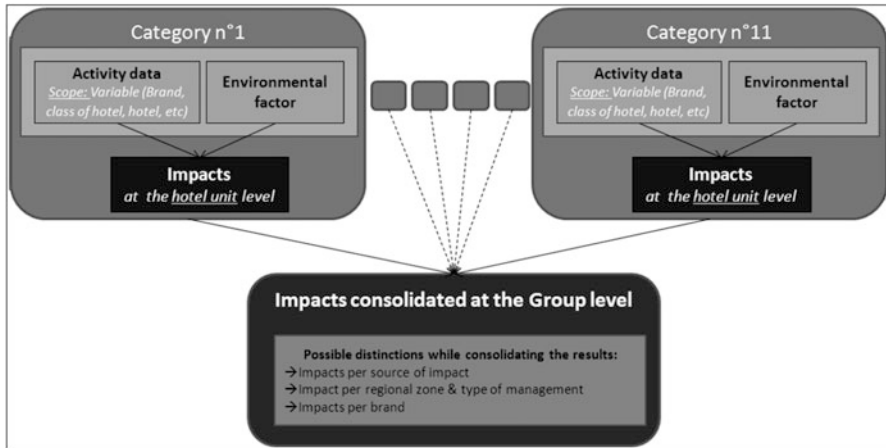 Category n°1
Activity data
Scope: Variable (Brand,
class of hotel, hotel, etc)
Environmental
factor
Impacts
at the hotel unit level
Category n°11
Activity data
Scope: Variable (Brand,
class of hotel, hotel, etc)
Environmental
factor
Impacts
at the hotel unit level
Impacts consolidated at the Group level
Possible distinctions while consolidating the results:
→Impacts per source of impact
→Impact per regional zone & type of management
→Impacts per brand